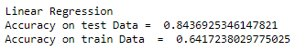 Linear Regression
Accuracy on test Data =  0.8436925346147821
Accuracy on train Data  =  0.6417238029775025